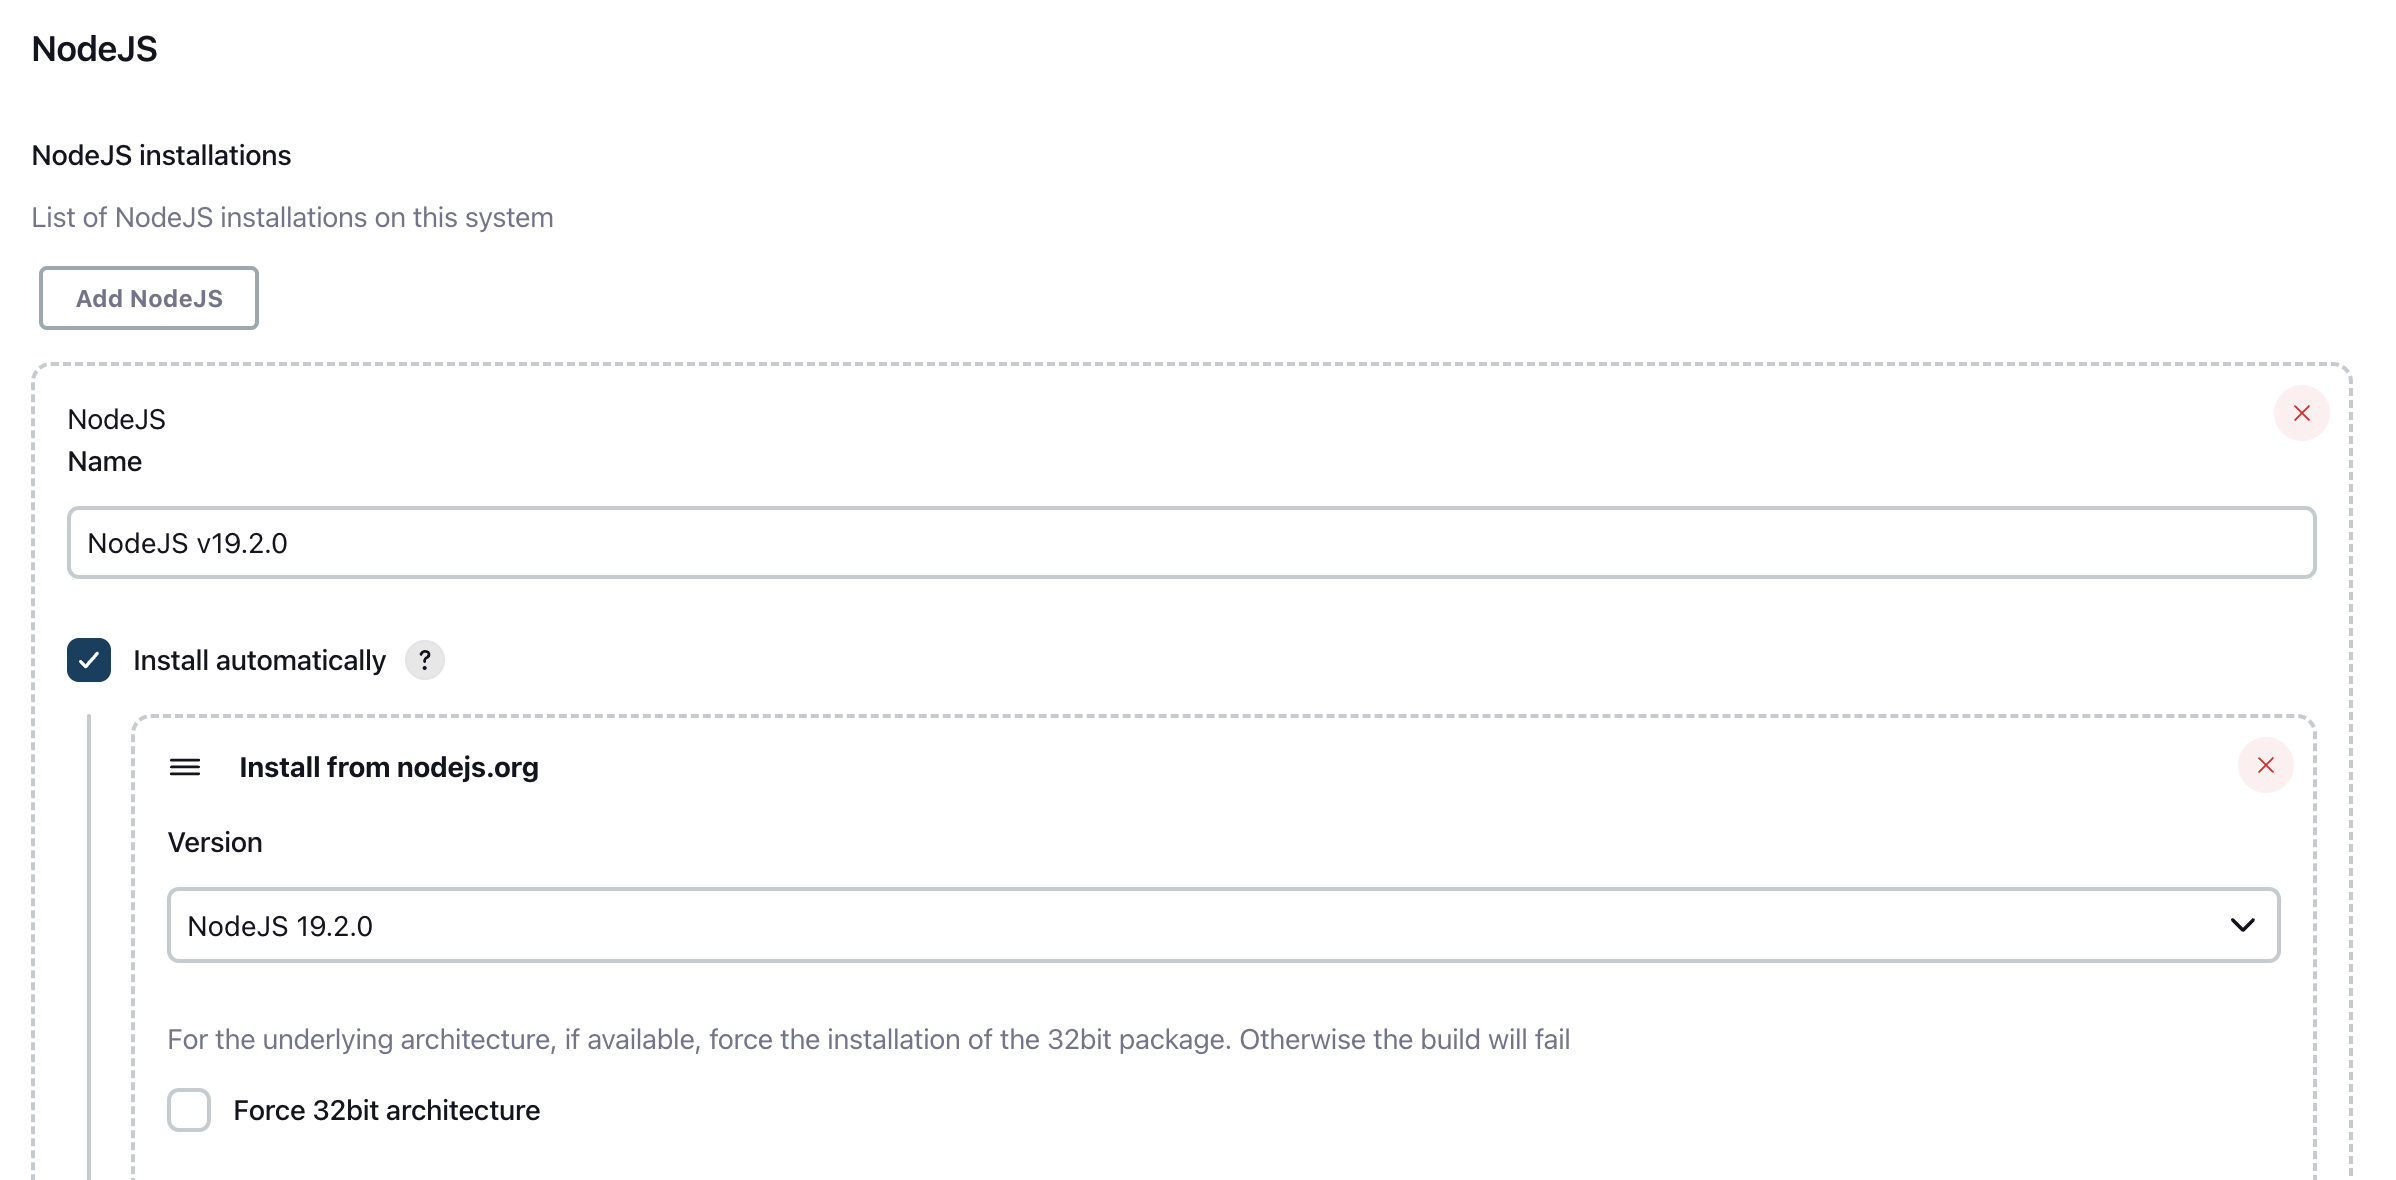 NodeJS
NodeJS installations
List of NodeJS installations on this system
Add NodeJS
NodeJS
Name
NodeJS v19.2.0
Install automatically ?
Install from nodejs.org
Version
NodeJS 19.2.0
For the underlying architecture, if available, force the installation of the 32bit package. Otherwise the build will fail
Force 32bit architecture